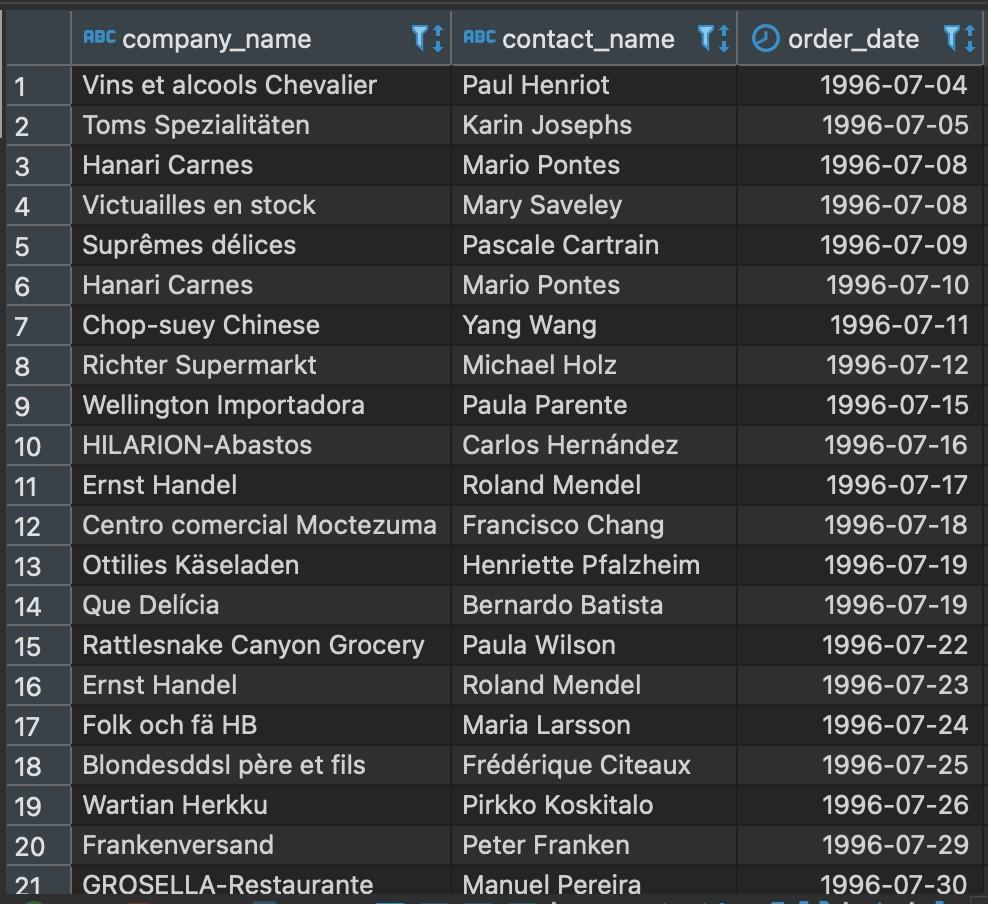 ABC company_name ABC contact_name order_date
1 Vins et alcools Chevalier Paul Henriot 1996-07-04
2 Toms Spezialitäten Karin Josephs 1996-07-05
3 Hanari Carnes Mario Pontes 1996-07-08
4 Victuailles en stock Mary Saveley 1996-07-08
5 Suprêmes délices Pascale Cartrain 1996-07-09
6 Hanari Carnes Mario Pontes 1996-07-10
7 Chop-suey Chinese Yang Wang 1996-07-11
8 Richter Supermarkt Michael Holz 1996-07-12
9 Wellington Importadora Paula Parente 1996-07-15
10 HILARION-Abastos Carlos Hernández 1996-07-16
11 Ernst Handel Roland Mendel 1996-07-17
12 Centro comercial Moctezuma Francisco Chang 1996-07-18
13 Ottilies Käseladen Henriette Pfalzheim 1996-07-19
14 Que Delícia Bernardo Batista 1996-07-19
15 Rattlesnake Canyon Grocery Paula Wilson 1996-07-22
16 Ernst Handel Roland Mendel 1996-07-23
17 Folk och fä HB Maria Larsson 1996-07-24
18 Blondesddsl père et fils Frédérique Citeaux 1996-07-25
19 Wartian Herkku Pirkko Koskitalo 1996-07-26
20 Frankenversand Peter Franken 1996-07-29
21 GROSELLA-Restaurante Manuel Pereira 1996-07-30